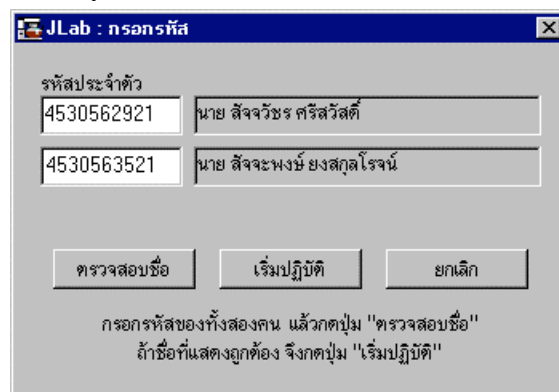 JLab : กรอกรหัส
รหัสประจำตัว
4530562921 นาย สัจจวัชร ศรีสวัสดิ์
4530563521 นาย สัจจะพงษ์ ยงสกุลโรจน์
ตรวจสอบชื่อ เริ่มปฏิบัติ ยกเลิก
กรอกรหัสของทั้งสองคน แล้วกดปุ่ม "ตรวจสอบชื่อ"
ถ้าชื่อที่แสดงถูกต้อง จึงกดปุ่ม "เริ่มปฏิบัติ"